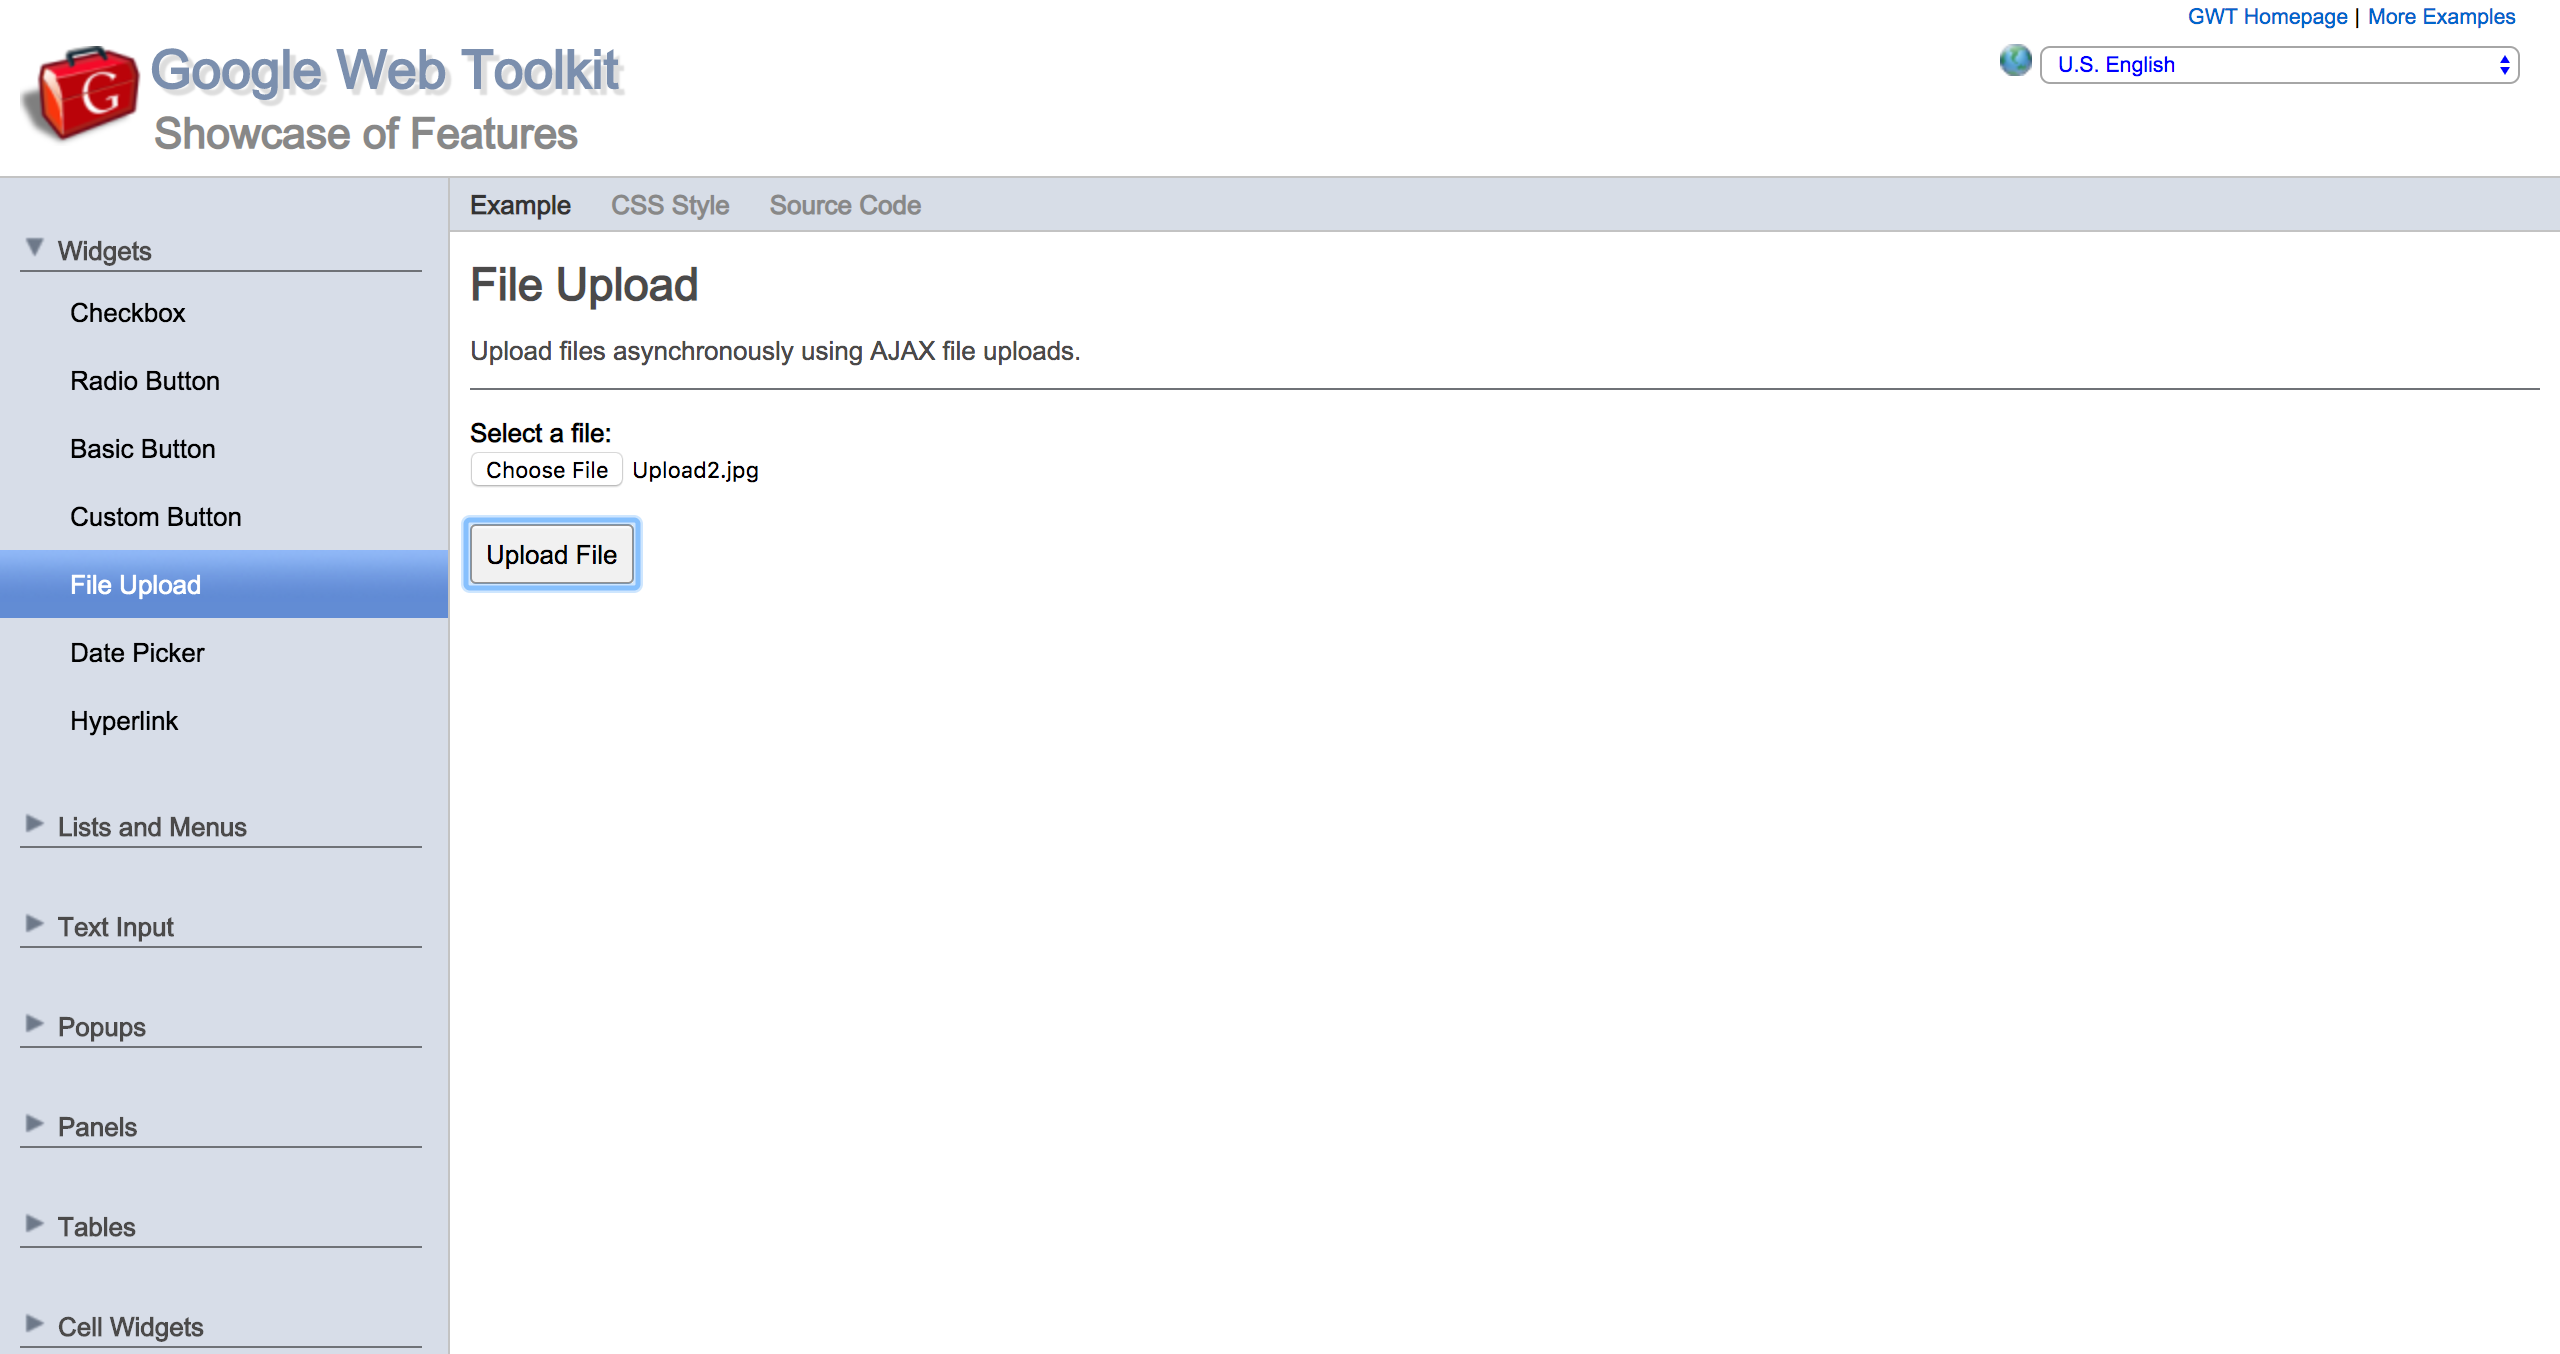 GWT Homepage | More Examples
Google Web Toolkit
U.S. English
Showcase of Features
Example CSS Style Source Code
Widgets
Checkbox
Radio Button
Basic Button
Custom Button
File Upload
Date Picker
Hyperlink
Lists and Menus
Text Input
Popups
Panels
Tables
Cell Widgets
File Upload
Upload files asynchronously using AJAX file uploads.
Select a file:
Choose File Upload2.jpg
Upload File
G